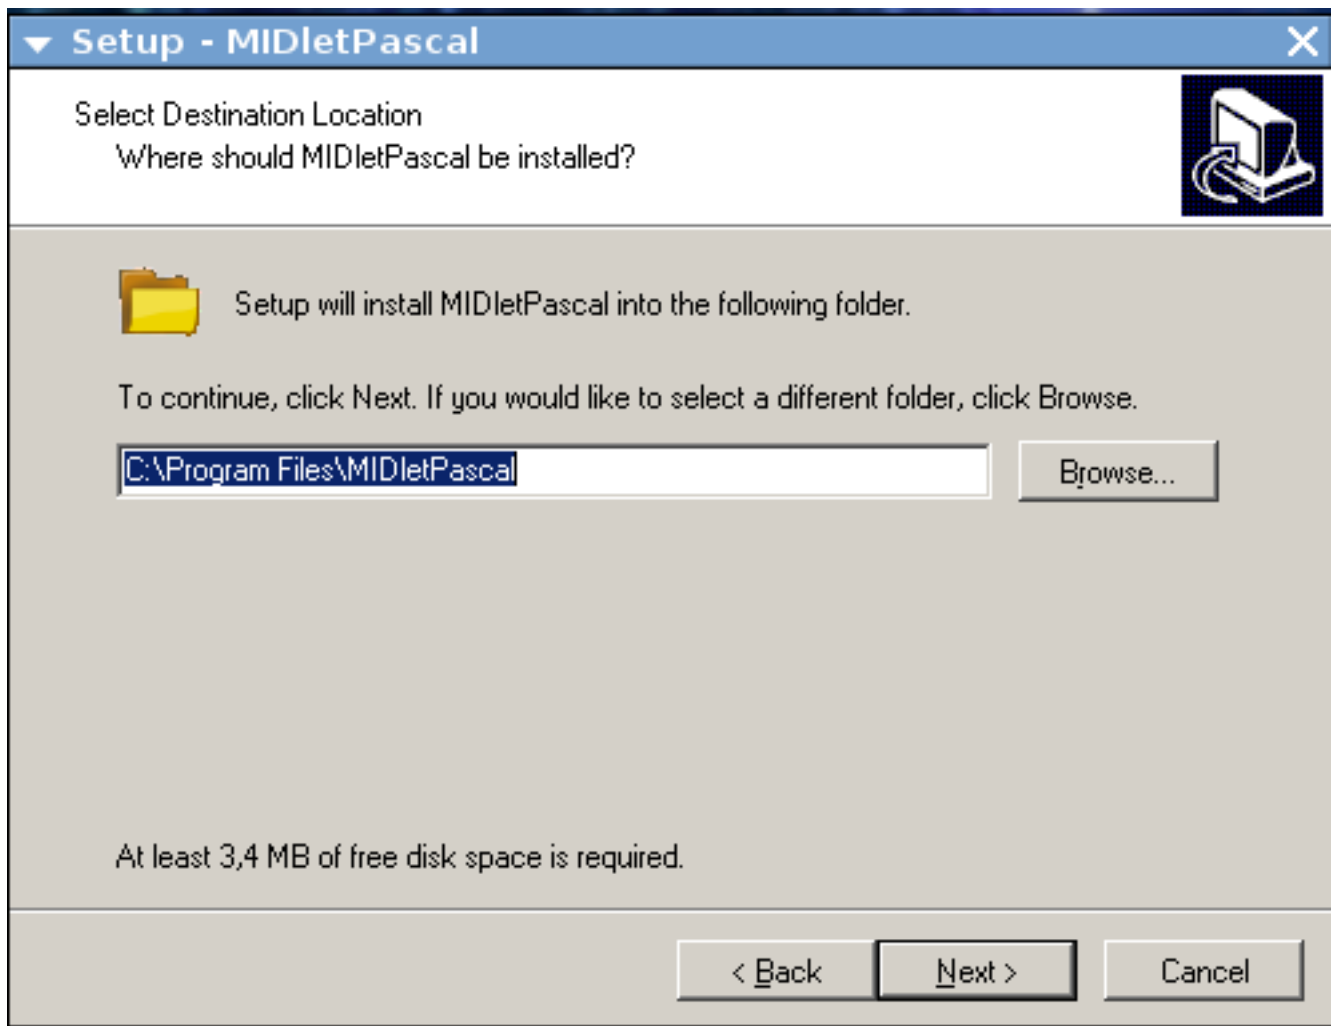 Setup - MIDletPascal
Select Destination Location
Where should MIDletPascal be installed?
Setup will install MIDletPascal into the following folder.
To continue, click Next. If you would like to select a different folder, click Browse.
C:\Program Files\MIDletPascal
Browse...
At least 3,4 MB of free disk space is required.
< Back
Next >
Cancel